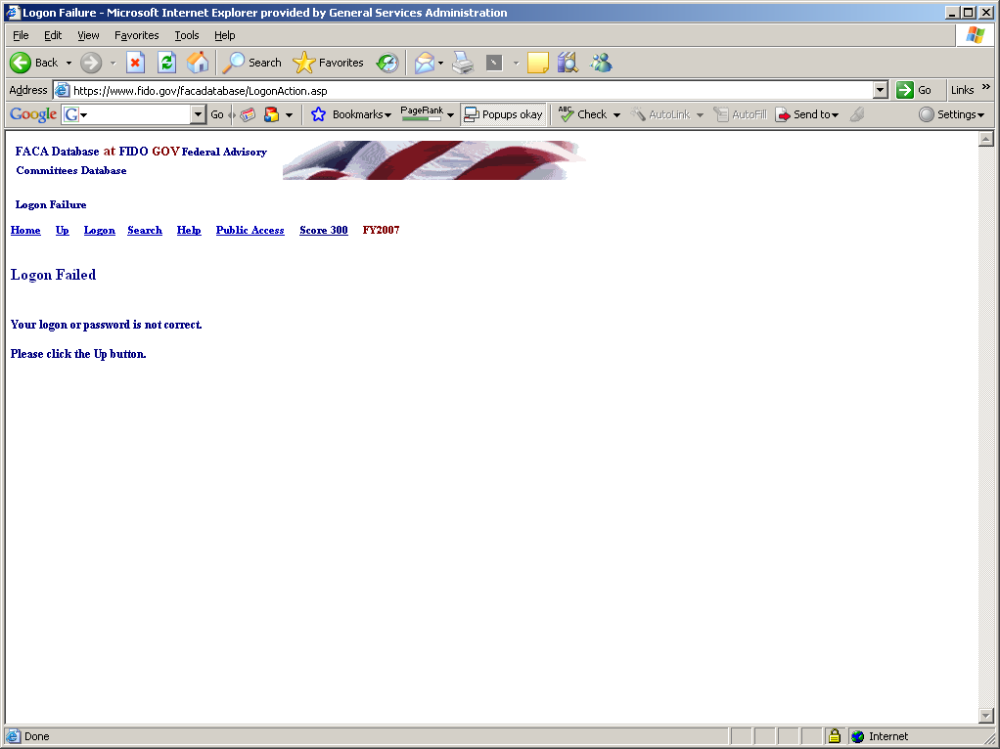 Logon Failure - Microsoft Internet Explorer provided by General Services Administration
File Edit View Favorites Tools Help
Back Search Favorites
Address https://www.fido.gov/facadatabase/LogonAction.asp Go Links »
Google G Go Bookmarks PageRank Popups okay ABC Check AutoLink AutoFill Send to Settings
FACA Database at FIDO GOV Federal Advisory
Committees Database
Logon Failure
Home Up Logon Search Help Public Access Score 300 FY2007
Logon Failed
Your logon or password is not correct.
Please click the Up button.
Done Internet